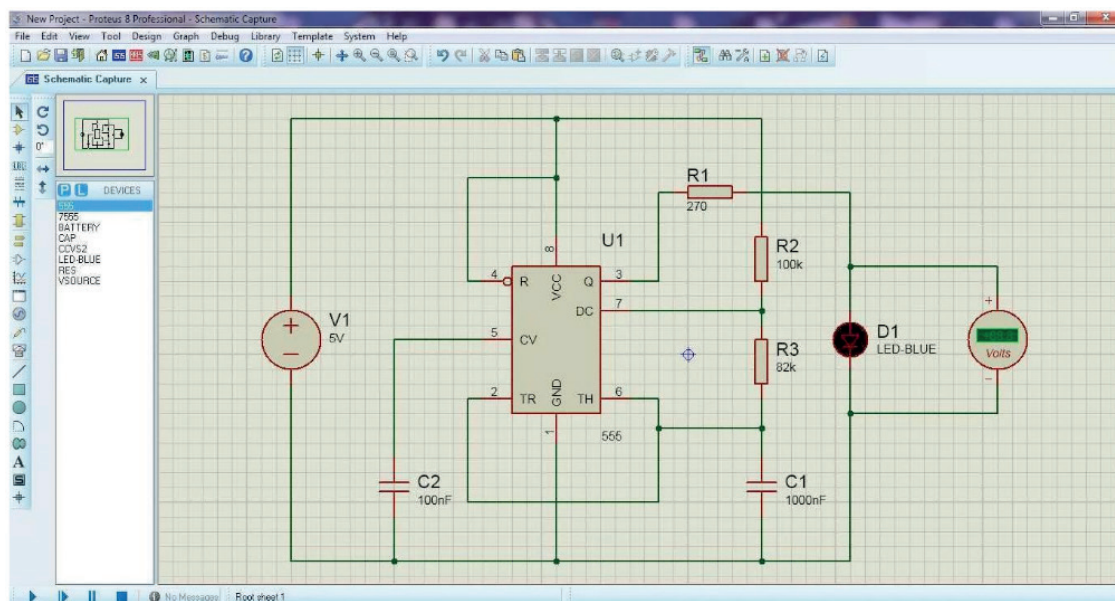 New Project - Proteus 8 Professional - Schematic Capture
File Edit View Tool Design Graph Debug Library Template System Help
Schematic Capture x
0°
P L DEVICES
555
7555
BATTERY
CAP
CCVS2
LED-BLUE
RES
VSOURCE
A
S
R1
270
R2
100k
U1
8
VCC
4
R
Q
3
DC
7
V1
5V
5
CV
D1
LED-BLUE
+
Volts
−
R3
82k
2
TR
GND
TH
6
1
555
C2
100nF
C1
1000nF
No Messages
Root sheet 1